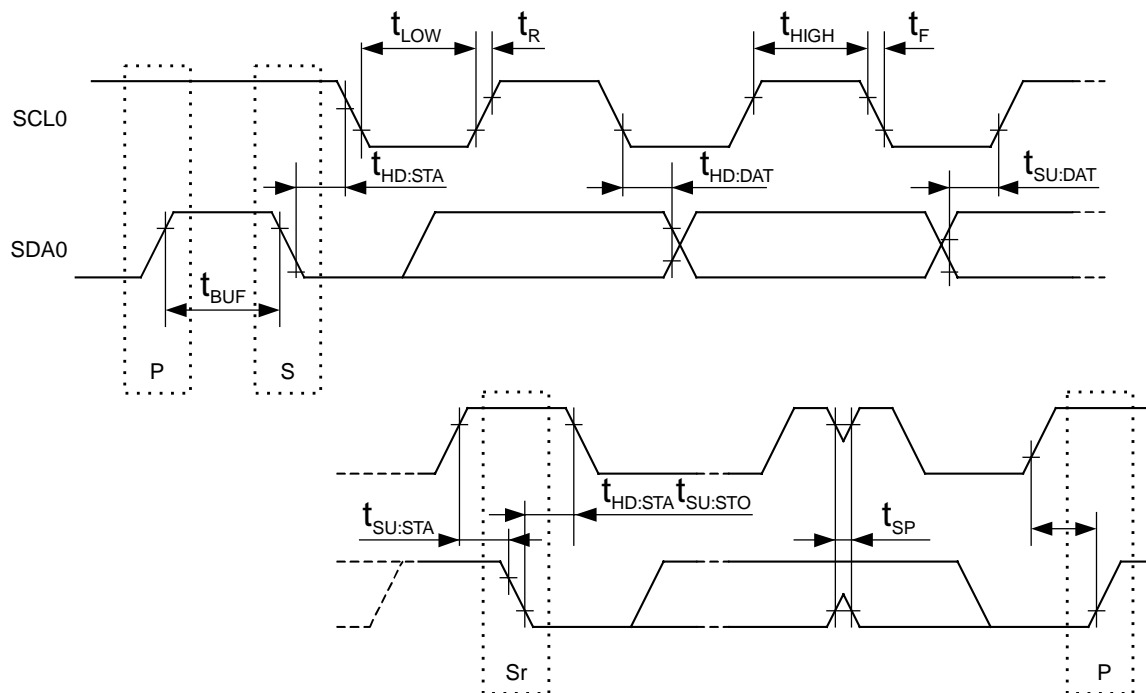 tLOW tR tHIGH tF
SCL0
tHD:STA tHD:DAT tSU:DAT
SDA0
tBUF
P S
tHD:STA tSU:STO
tSU:STA tSP
Sr P